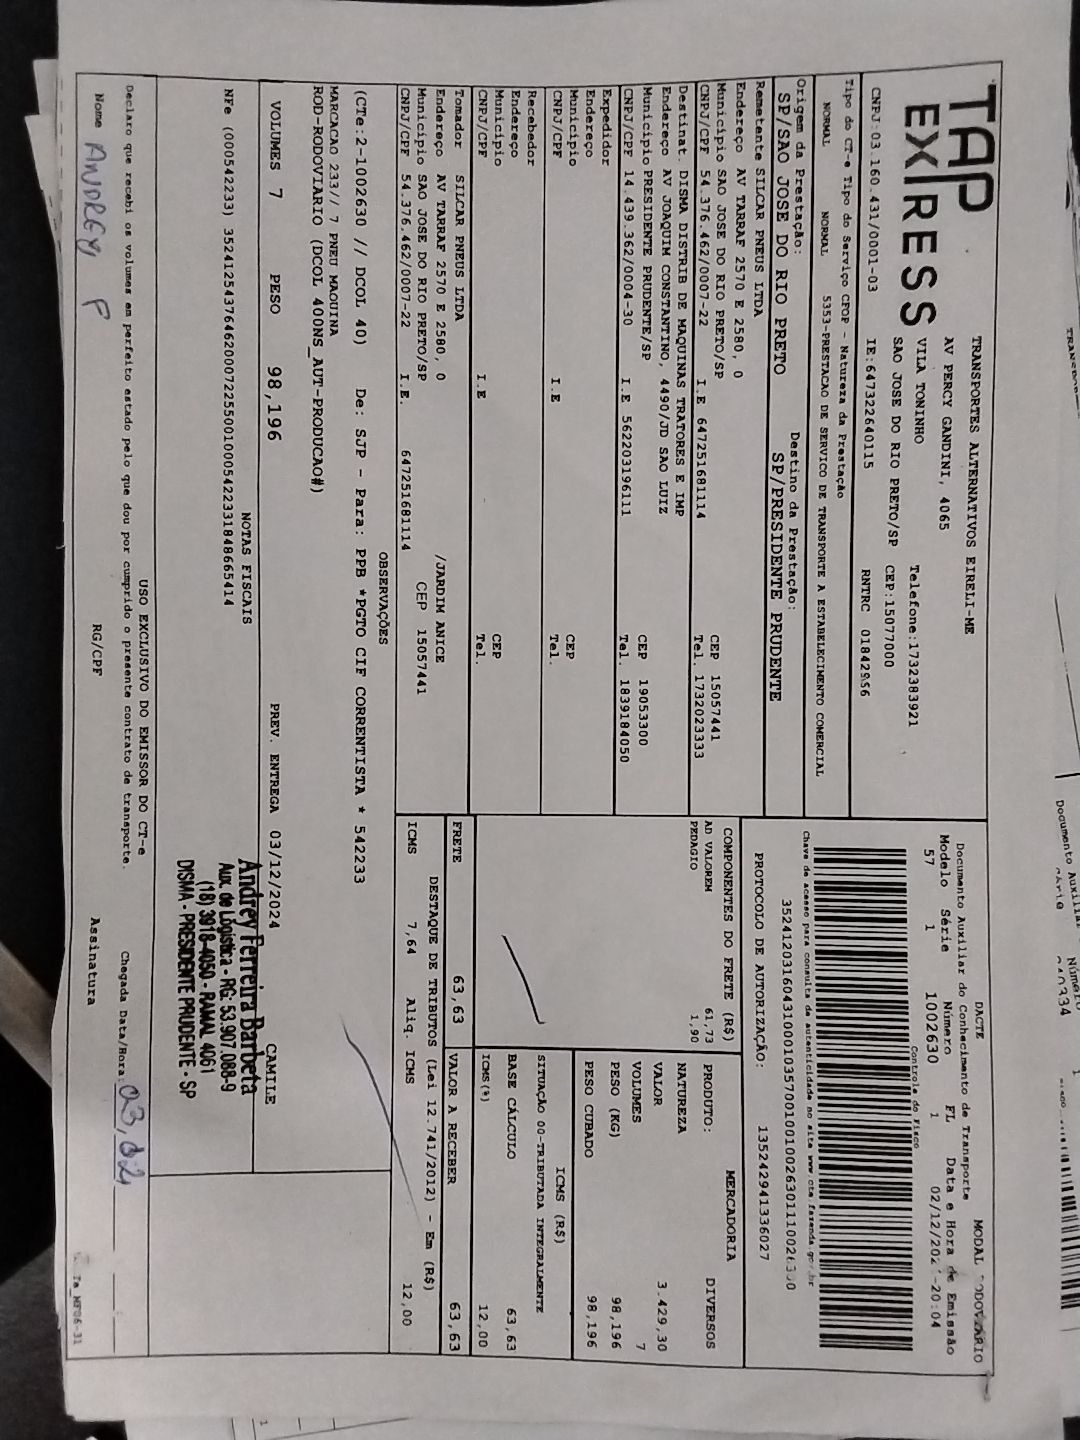 TAP
EXPRESS
TRANSPORTES ALTERNATIVOS EIRELI-ME
AV PERCY GANDINI, 4065
VILA TONINHO Telefone:1732383921
SAO JOSE DO RIO PRETO/SP CEP:15077000
CNPJ:03.160.431/0001-03 IE:647322640115 RNTRC
Tipo do CT-e Tipo do Serviço CFOP - Natureza da Prestação
NORMAL NORMAL 5353-PRESTACAO DE SERVICO DE TRANSPORTE A ESTABELECIMENTO COMERCIAL
Origem da Prestação: Destino da Prestação:
SP/SAO JOSE DO RIO PRETO SP/PRESIDENTE PRUDENTE
Remetente SILCAR PNEUS LTDA
Endereço AV TARRAF 2570 E 2580, 0
Município SAO JOSE DO RIO PRETO/SP CEP 15057441
CNPJ/CPF 54.376.462/0007-22 I.E 647251681114 Tel. 1732023333
Destinat. DISMA DISTRIB DE MAQUINAS TRATORES E IMP
Endereço AV JOAQUIM CONSTANTINO, 4490/JD SAO LUIZ
Município PRESIDENTE PRUDENTE/SP CEP 19053300
CNPJ/CPF 14.439.362/0004-30 I.E 562203196111 Tel. 1839184050
Expedidor
Endereço
Município CEP
CNPJ/CPF I.E Tel.
Recebedor
Endereço
Município CEP
CNPJ/CPF I.E Tel.
Tomador SILCAR PNEUS LTDA
Endereço AV TARRAF 2570 E 2580, 0 /JARDIM ANICE
Município SAO JOSE DO RIO PRETO/SP CEP 15057441
CNPJ/CPF 54.376.462/0007-22 I.E. 647251681114
DACTE MODAL
Documento Auxiliar do Conhecimento de Transporte
Modelo Série Número FL Data e Hora de Emissão
57 1 1002630 1 -20:04
Controle do Fisco
Chave de acesso para consulta de autenticidade no site www.cte.fazenda.gov.br
PROTOCOLO DE AUTORIZAÇÃO: 135242941336027
COMPONENTES DO FRETE (R$)
AD VALOREM 61,73
PEDAGIO 1,90
FRETE 63,63
MERCADORIA
PRODUTO: DIVERSOS
NATUREZA
VALOR 3.429,30
VOLUMES 7
PESO (KG) 98,196
PESO CUBADO 98,196
ICMS (R$)
SITUAÇÃO 00-TRIBUTADA INTEGRALMENTE
BASE CÁLCULO 63,63
ICMS(%) 12,00
VALOR A RECEBER 63,63
DESTAQUE DE TRIBUTOS (Lei 12.741/2012) - Em (R$)
ICMS 7,64 Aliq. ICMS 12,00
OBSERVAÇÕES
(CTe:2-1002630 // DCOL 40) De: SJP - Para: PPB *PGTO CIF CORRENTISTA * 542233
MARCACAO 233// 7 PNEU MAQUINA
ROD-RODOVIARIO (DCOL 400NS_AUT-PRODUCAO#)
VOLUMES 7 PESO 98,196 PREV. ENTREGA 03/12/2024 CAMILE
NOTAS FISCAIS
NFe (000542233) 35241254376462000722550010005422331848665414
Andrey Ferreira Barbeta
Aux. de Logística - RG: 53.907.088-9
(18) 3918-4050 - RAMAL 4061
DISMA - PRESIDENTE PRUDENTE - SP
USO EXCLUSIVO DO EMISSOR DO CT-e
Declaro que recebi os volumes em perfeito estado pelo que dou por cumprido o presente contrato de transporte. Chegada Data/Hora:
Nome ANDREY F RG/CPF Assinatura